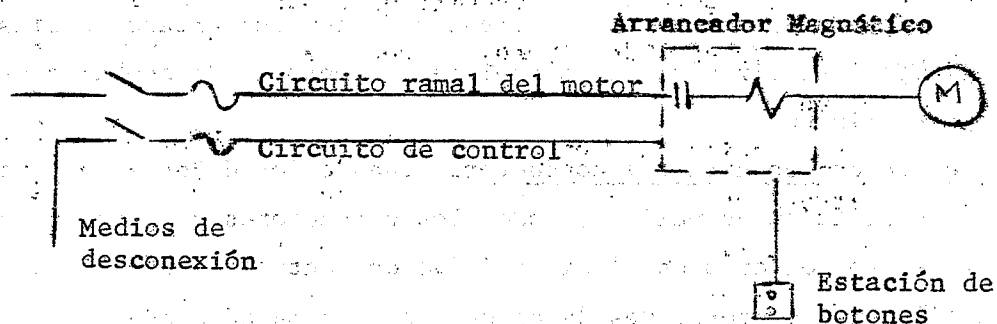 Arrancador Magnético
Circuito ramal del motor
M
Circuito de control
Medios de
desconexión
Estación de
botones